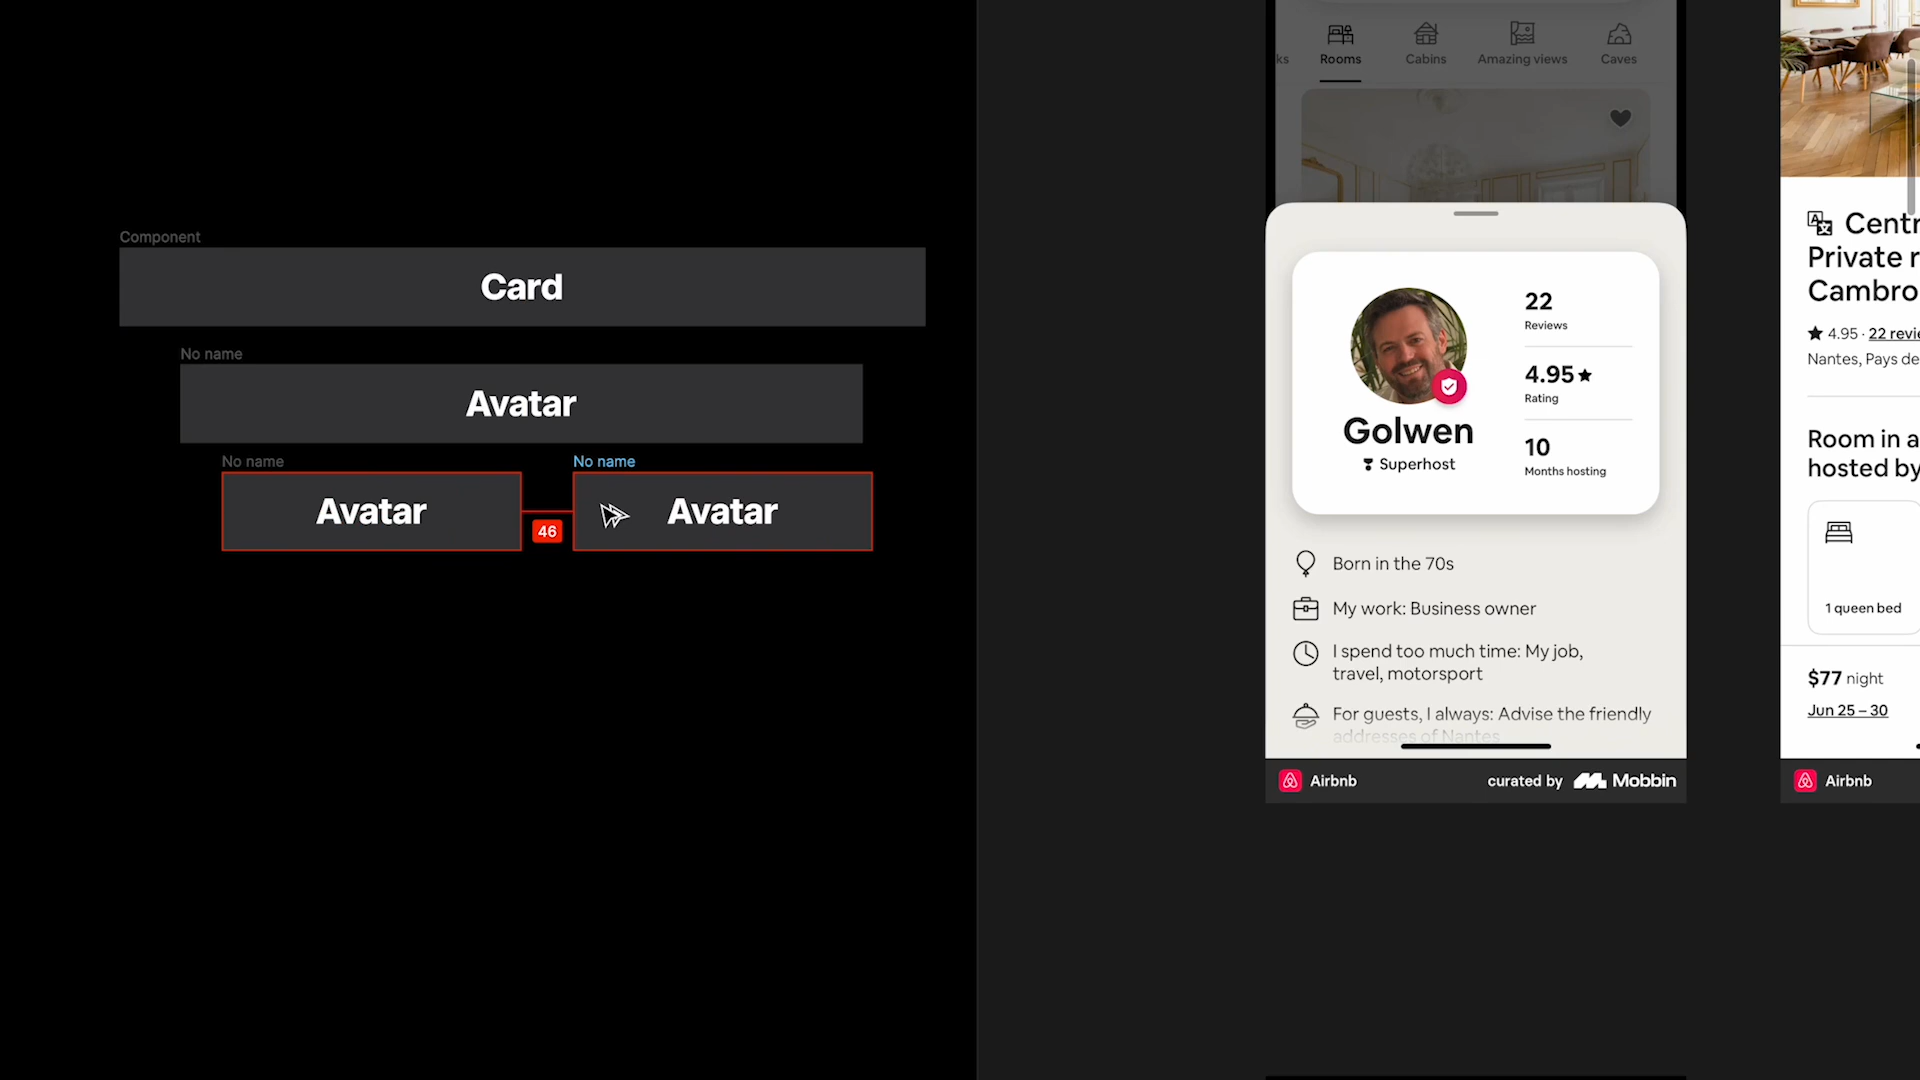 Component
Card
No name
Avatar
No name
No name
Avatar
46
Avatar
ks
Rooms
Cabins
Amazing views
Caves
22
Reviews
4.95★
Rating
10
Months hosting
Golwen
Superhost
Born in the 70s
My work: Business owner
I spend too much time: My job,
travel, motorsport
For guests, I always: Advise the friendly
addresses of Nantes
Airbnb
curated by Mobbin
Centr
Private r
Cambro
★ 4.95 · 22 revie
Nantes, Pays de
Room in a
hosted by
1 queen bed
$77 night
Jun 25 – 30
Airbnb